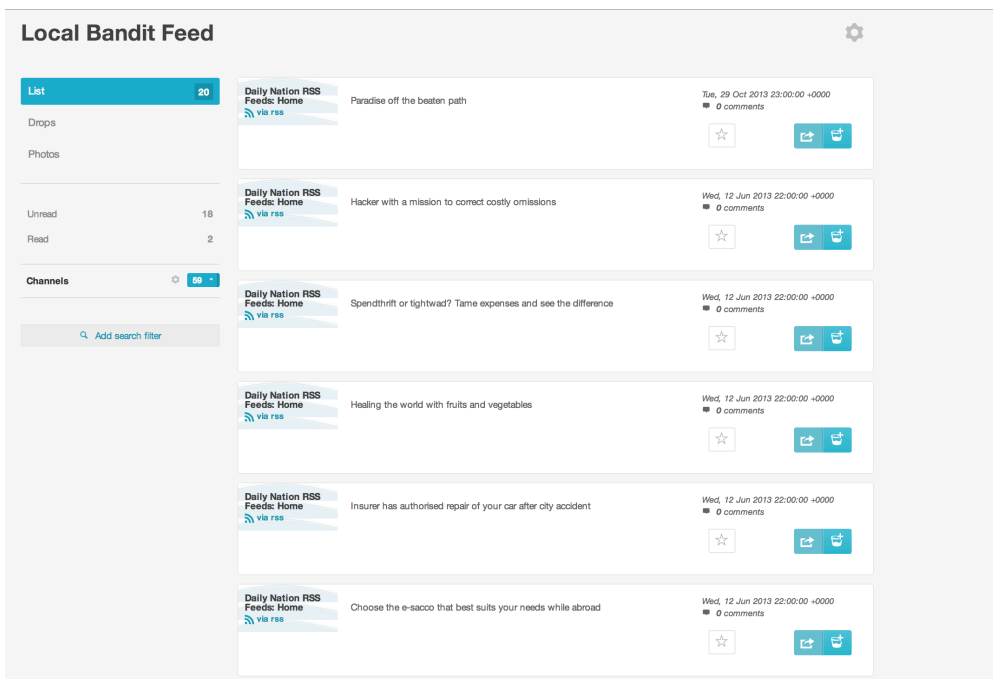 Local Bandit Feed
List 20
Drops
Photos
Unread 18
Read 2
Channels 59
Add search filter
Daily Nation RSS
Feeds: Home
via rss
Paradise off the beaten path
Tue, 29 Oct 2013 23:00:00 +0000
0 comments
Daily Nation RSS
Feeds: Home
via rss
Hacker with a mission to correct costly omissions
Wed, 12 Jun 2013 22:00:00 +0000
0 comments
Daily Nation RSS
Feeds: Home
via rss
Spendthrift or tightwad? Tame expenses and see the difference
Wed, 12 Jun 2013 22:00:00 +0000
0 comments
Daily Nation RSS
Feeds: Home
via rss
Healing the world with fruits and vegetables
Wed, 12 Jun 2013 22:00:00 +0000
0 comments
Daily Nation RSS
Feeds: Home
via rss
Insurer has authorised repair of your car after city accident
Wed, 12 Jun 2013 22:00:00 +0000
0 comments
Daily Nation RSS
Feeds: Home
via rss
Choose the e-sacco that best suits your needs while abroad
Wed, 12 Jun 2013 22:00:00 +0000
0 comments